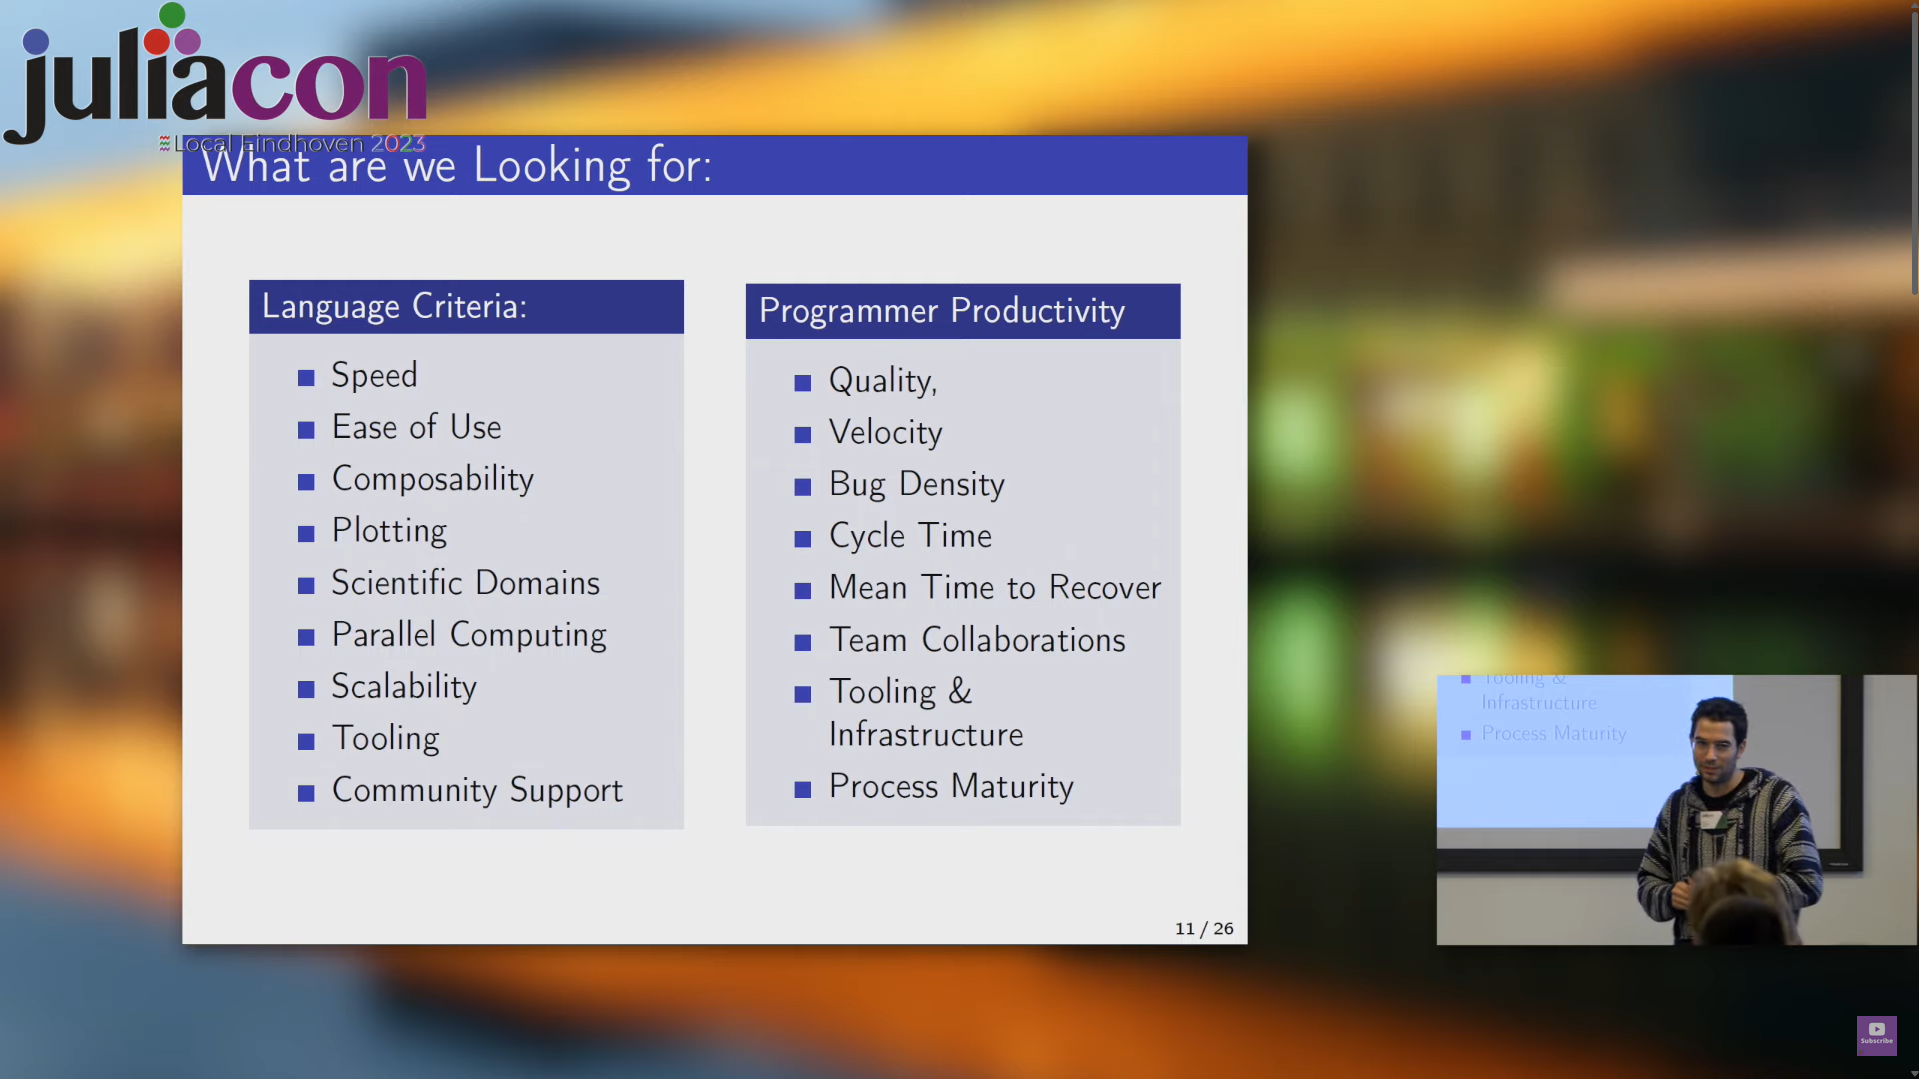 juliacon
Local Eindhoven 2023
What are we Looking for:
Language Criteria:
Speed
Ease of Use
Composability
Plotting
Scientific Domains
Parallel Computing
Scalability
Tooling
Community Support
Programmer Productivity
Quality,
Velocity
Bug Density
Cycle Time
Mean Time to Recover
Team Collaborations
Tooling &
Infrastructure
Process Maturity
11 / 26
Tooling &
Infrastructure
Process Maturity
Subscribe